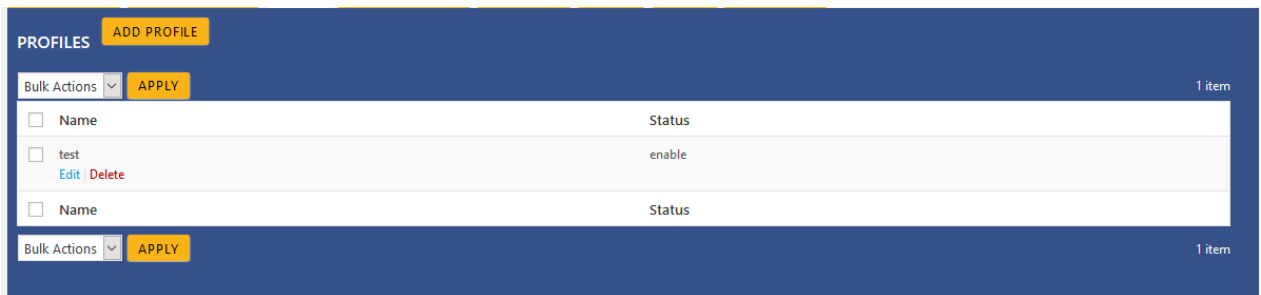 PROFILES ADD PROFILE
Bulk Actions APPLY 1 item
Name Status
test enable
Edit | Delete
Name Status
Bulk Actions APPLY 1 item